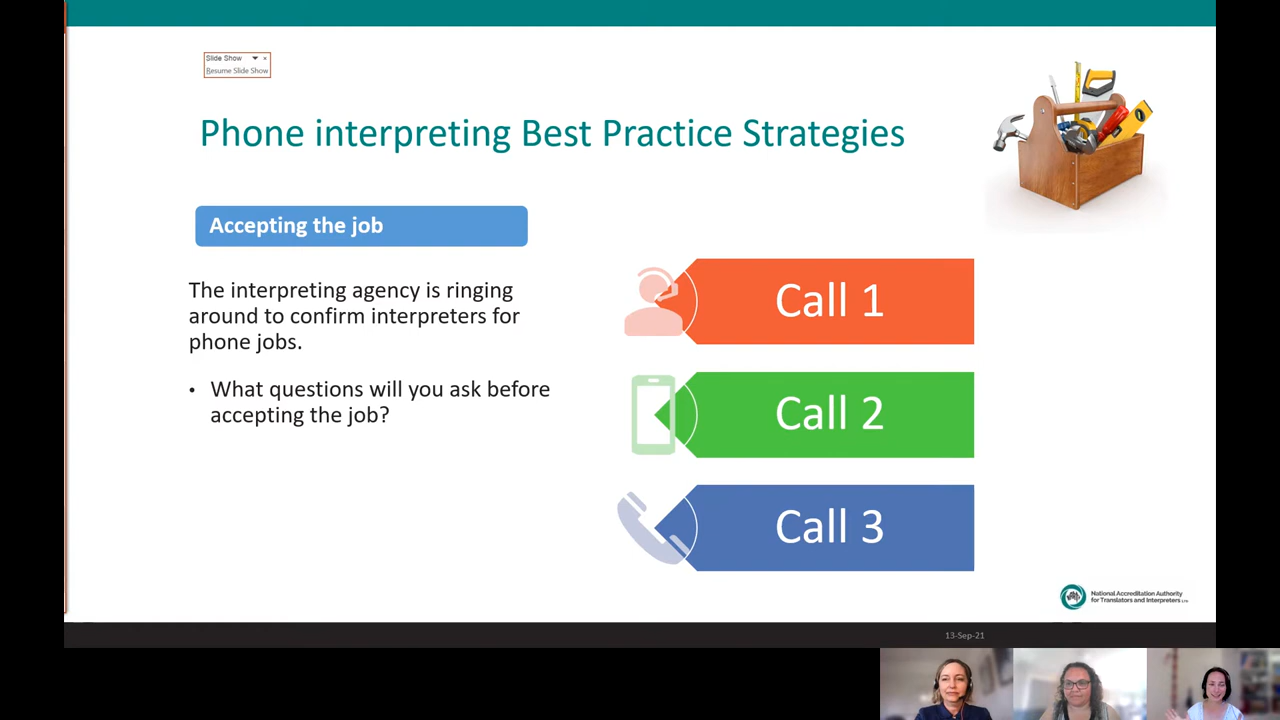 Slide Show
Resume Slide Show
Phone interpreting Best Practice Strategies
Accepting the job
The interpreting agency is ringing
around to confirm interpreters for
phone jobs.
• What questions will you ask before
accepting the job?
Call 1
Call 2
Call 3
National Accreditation Authority
for Translators and Interpreters LTD
13-Sep-21